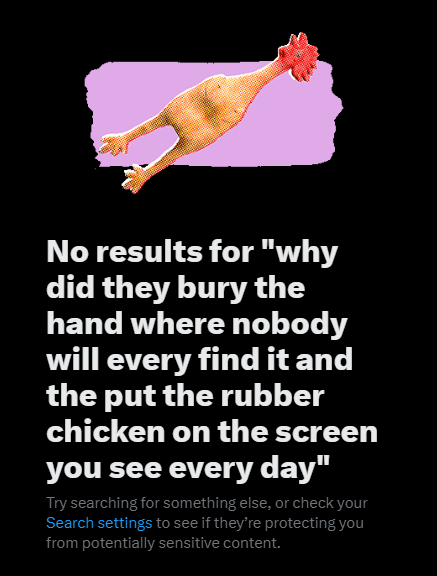 No results for "why
did they bury the
hand where nobody
will every find it and
the put the rubber
chicken on the screen
you see every day"
Try searching for something else, or check your
Search settings to see if they’re protecting you
from potentially sensitive content.